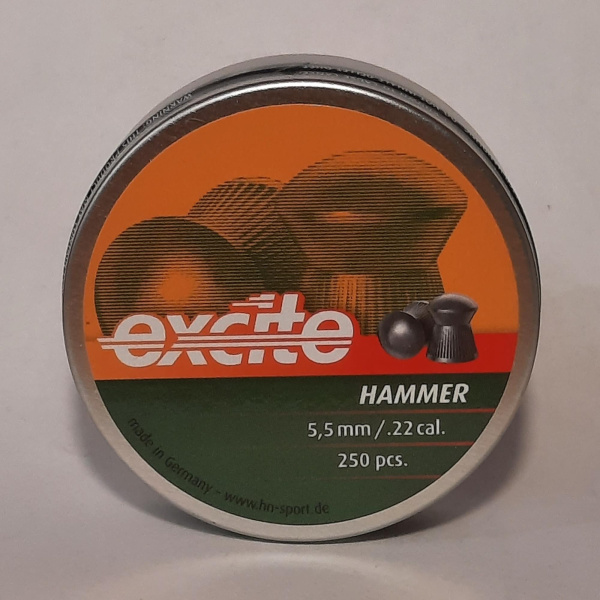 excite
HAMMER
5,5 mm / .22 cal.
250 pcs.
made in Germany - www.hn-sport.de